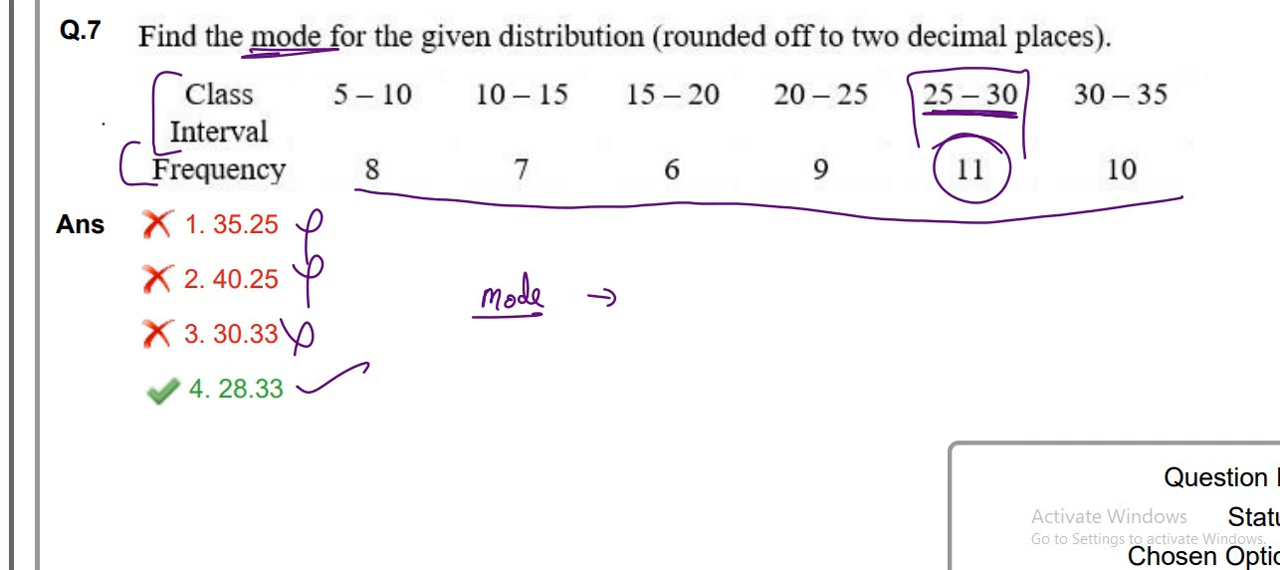 Q.7 Find the mode for the given distribution (rounded off to two decimal places).
Class Interval 5 – 10 10 – 15 15 – 20 20 – 25 25 – 30 30 – 35
Frequency 8 7 6 9 11 10
Ans 1. 35.25
2. 40.25
mode →
3. 30.33
4. 28.33
Question
Activate Windows
Go to Settings to activate Windows.
Chosen